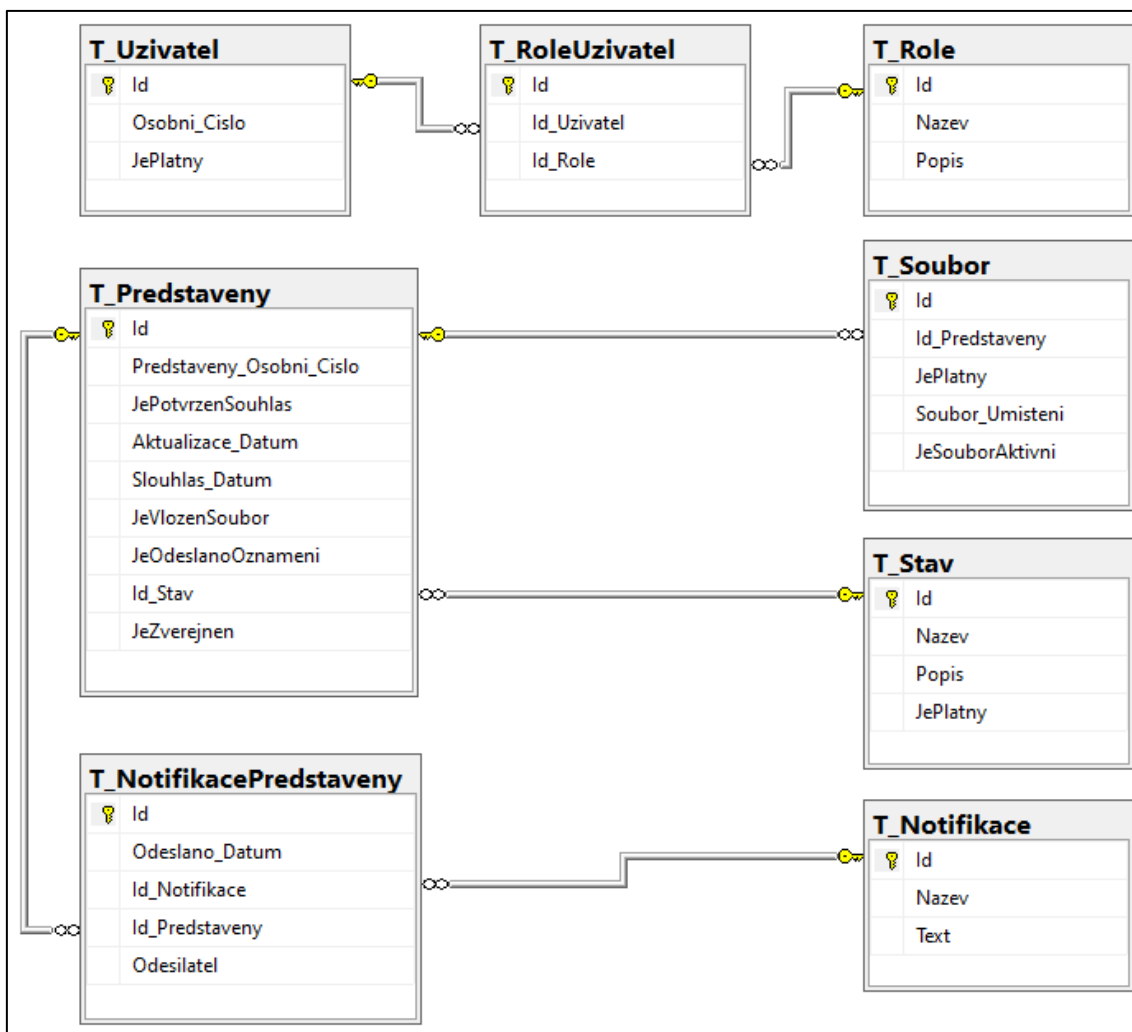 T_Uzivatel
Id
Osobni_Cislo
JePlatny
T_RoleUzivatel
Id
Id_Uzivatel
Id_Role
T_Role
Id
Nazev
Popis
T_Predstaveny
Id
Predstaveny_Osobni_Cislo
JePotvrzenSouhlas
Aktualizace_Datum
Slouhlas_Datum
JeVlozenSoubor
JeOdeslanoOznameni
Id_Stav
JeZverejnen
T_Soubor
Id
Id_Predstaveny
JePlatny
Soubor_Umisteni
JeSouborAktivni
T_Stav
Id
Nazev
Popis
JePlatny
T_NotifikacePredstaveny
Id
Odeslano_Datum
Id_Notifikace
Id_Predstaveny
Odesilatel
T_Notifikace
Id
Nazev
Text